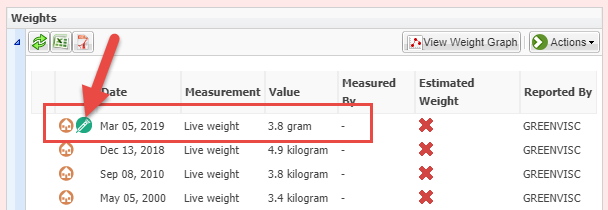 Weights
View Weight Graph Actions
Date Measurement Value Measured By Estimated Weight Reported By
Mar 05, 2019 Live weight 3.8 gram - GREENVISC
Dec 13, 2018 Live weight 4.9 kilogram - GREENVISC
Sep 08, 2010 Live weight 3.8 kilogram - GREENVISC
May 05, 2000 Live weight 3.4 kilogram - GREENVISC